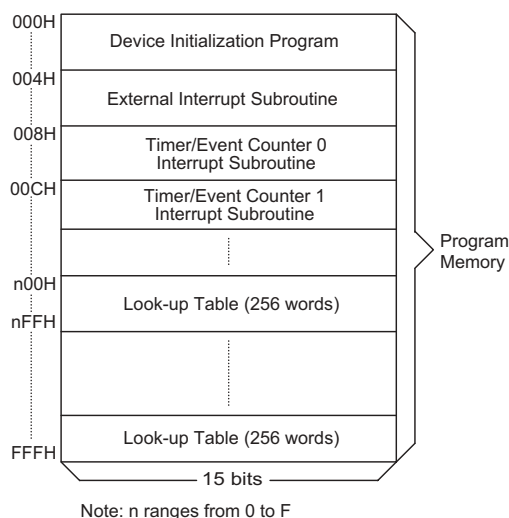 000H
Device Initialization Program
004H
External Interrupt Subroutine
008H
Timer/Event Counter 0
Interrupt Subroutine
00CH
Timer/Event Counter 1
Interrupt Subroutine
Program
Memory
n00H
Look-up Table (256 words)
nFFH
Look-up Table (256 words)
FFFH
15 bits
Note: n ranges from 0 to F